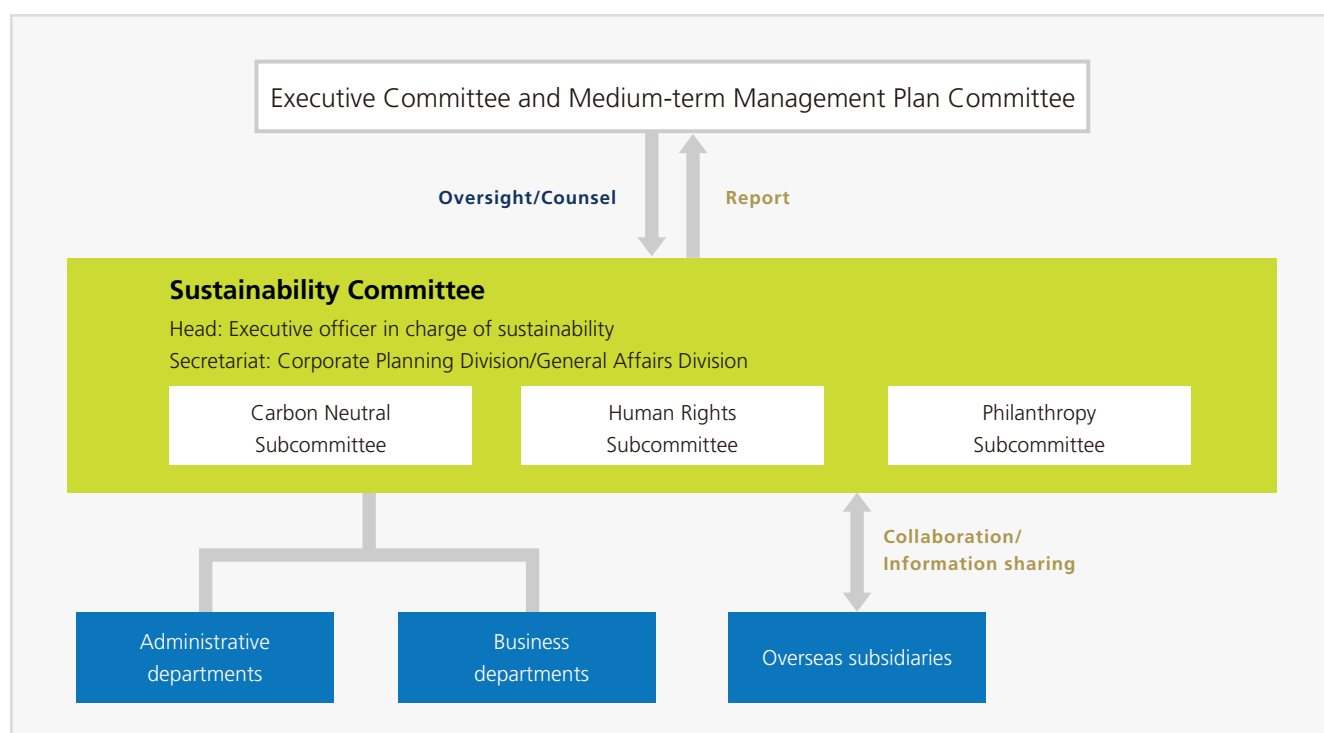 Executive Committee and Medium-term Management Plan Committee
Oversight/Counsel
Report
Sustainability Committee
Head: Executive officer in charge of sustainability
Secretariat: Corporate Planning Division/General Affairs Division
Carbon Neutral
Subcommittee
Human Rights
Subcommittee
Philanthropy
Subcommittee
Collaboration/
Information sharing
Administrative
departments
Business
departments
Overseas subsidiaries